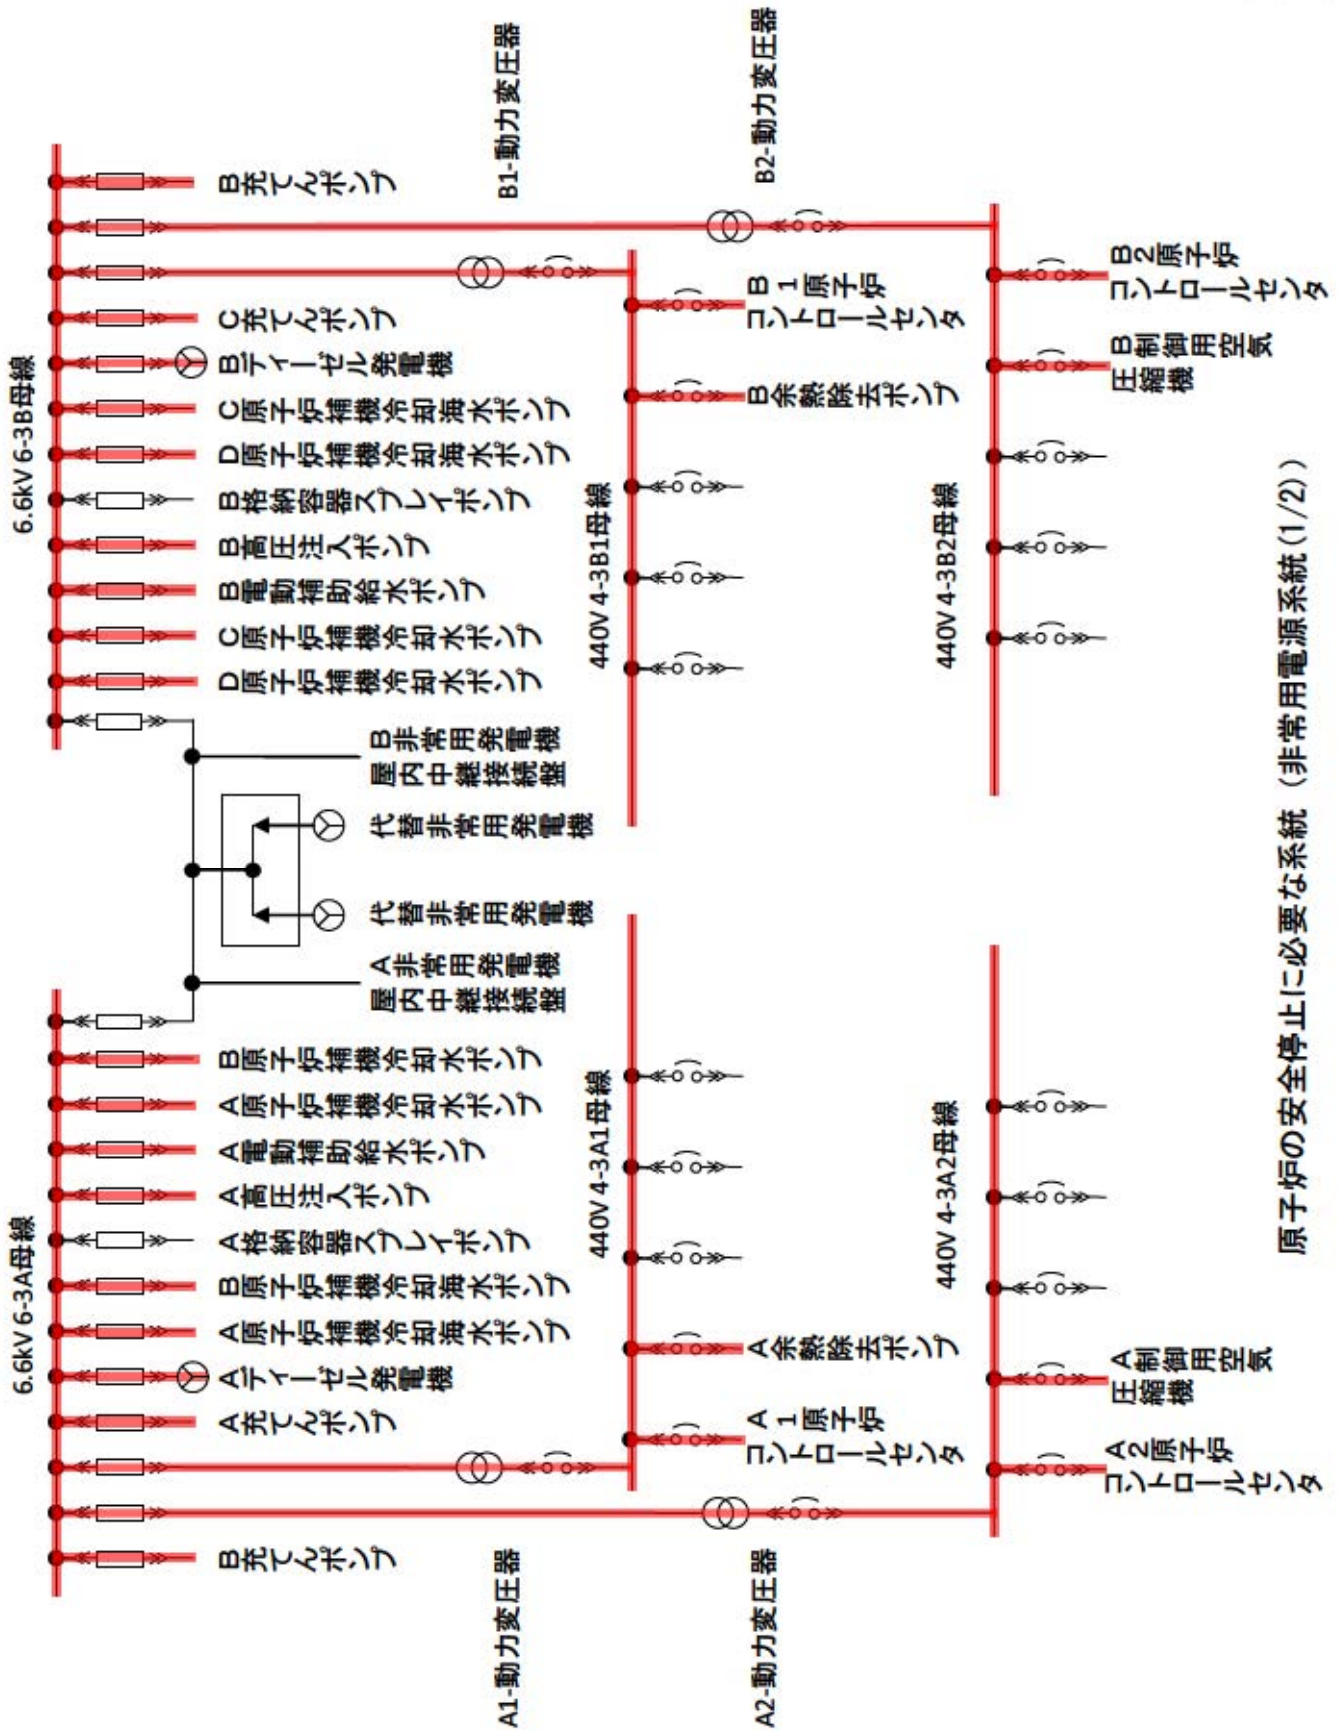 6.6kV 6-3A母線
6.6kV 6-3B母線
B充てんポンプ
A充てんポンプ
Aディーゼル発電機
A原子炉補機冷却海水ポンプ
B原子炉補機冷却海水ポンプ
A格納容器スプレイポンプ
A高圧注入ポンプ
A電動補助給水ポンプ
A原子炉補機冷却水ポンプ
B原子炉補機冷却水ポンプ
D原子炉補機冷却水ポンプ
C原子炉補機冷却水ポンプ
B電動補助給水ポンプ
B高圧注入ポンプ
B格納容器スプレイポンプ
D原子炉補機冷却海水ポンプ
C原子炉補機冷却海水ポンプ
Bディーゼル発電機
C充てんポンプ
B充てんポンプ
A非常用発電機
屋内中継接続盤
代替非常用発電機
代替非常用発電機
B非常用発電機
屋内中継接続盤
A1-動力変圧器
B1-動力変圧器
440V 4-3A1母線
440V 4-3B1母線
A2-動力変圧器
A1原子炉
コントロールセンタ
A余熱除去ポンプ
B余熱除去ポンプ
B1原子炉
コントロールセンタ
B2-動力変圧器
440V 4-3A2母線
440V 4-3B2母線
A2原子炉
コントロールセンタ
A制御用空気
圧縮機
B制御用空気
圧縮機
B2原子炉
コントロールセンタ
原子炉の安全停止に必要な系統(非常用電源系統(1/2))